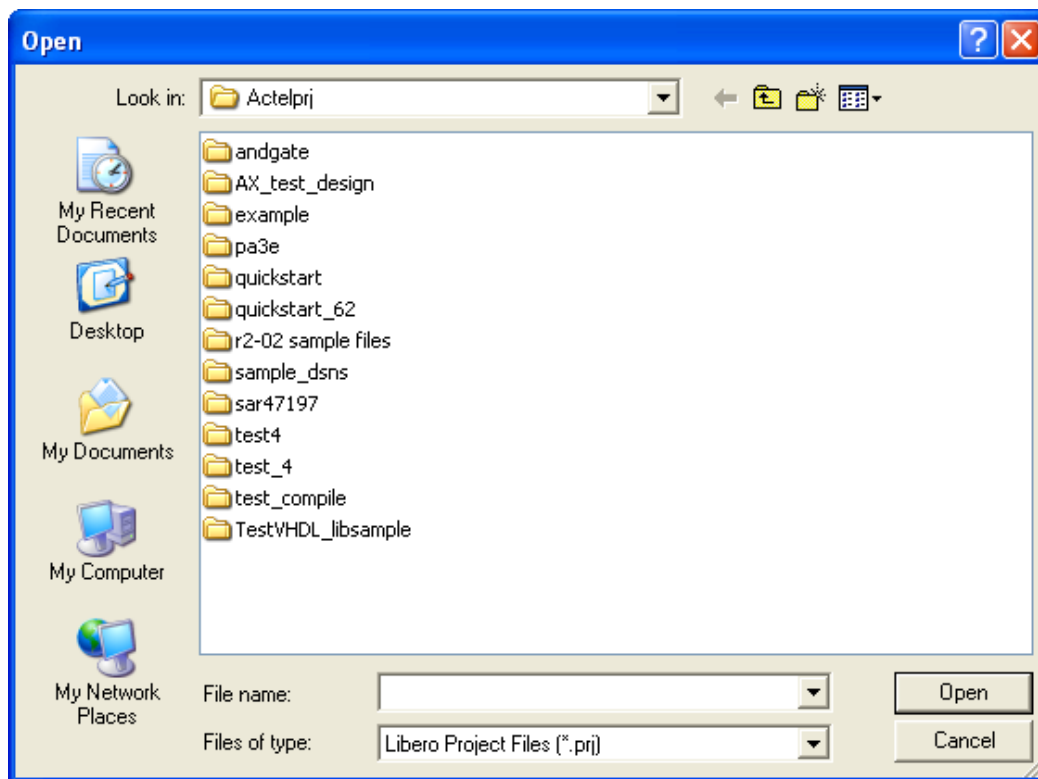 Open
Look in: Actelprj
My Recent
Documents
Desktop
My Documents
My Computer
My Network
Places
andgate
AX_test_design
example
pa3e
quickstart
quickstart_62
r2-02 sample files
sample_dsns
sar47197
test4
test_4
test_compile
TestVHDL_libsample
File name:
Open
Files of type: Libero Project Files (*.prj)
Cancel